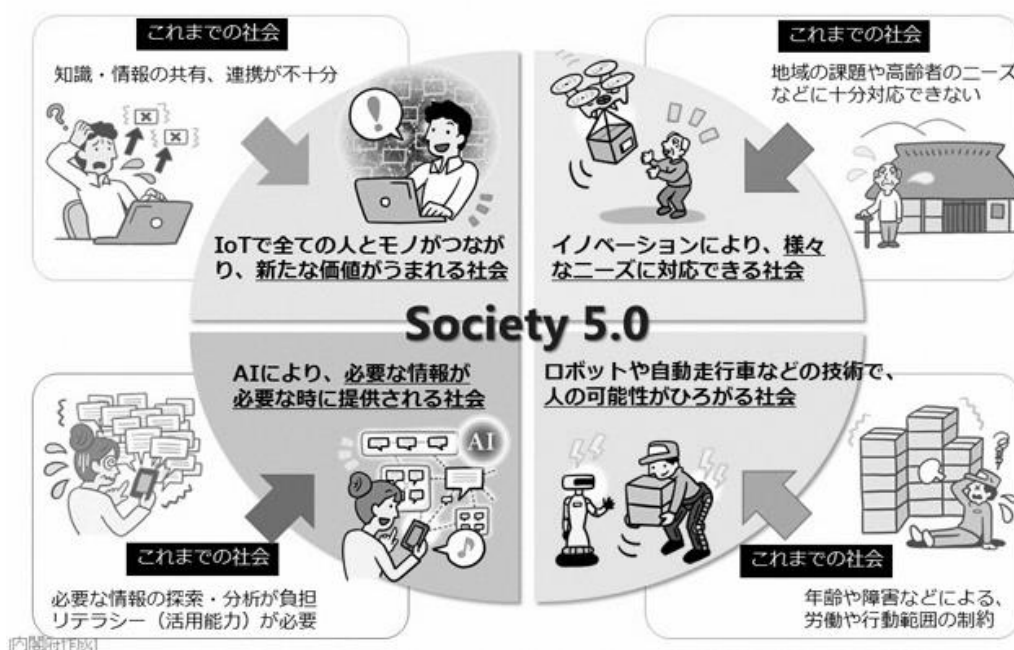 これまでの社会
知識・情報の共有、連携が不十分
IoTで全ての人とモノがつなが
り、新たな価値がうまれる社会
これまでの社会
地域の課題や高齢者のニーズ
などに十分対応できない
イノベーションにより、様々
なニーズに対応できる社会
Society 5.0
AIにより、必要な情報が
必要な時に提供される社会
AI
これまでの社会
必要な情報の探索・分析が負担
リテラシー（活用能力）が必要
ロボットや自動走行車などの技術で、
人の可能性がひろがる社会
これまでの社会
年齢や障害などによる、
労働や行動範囲の制約
[内閣府作成]